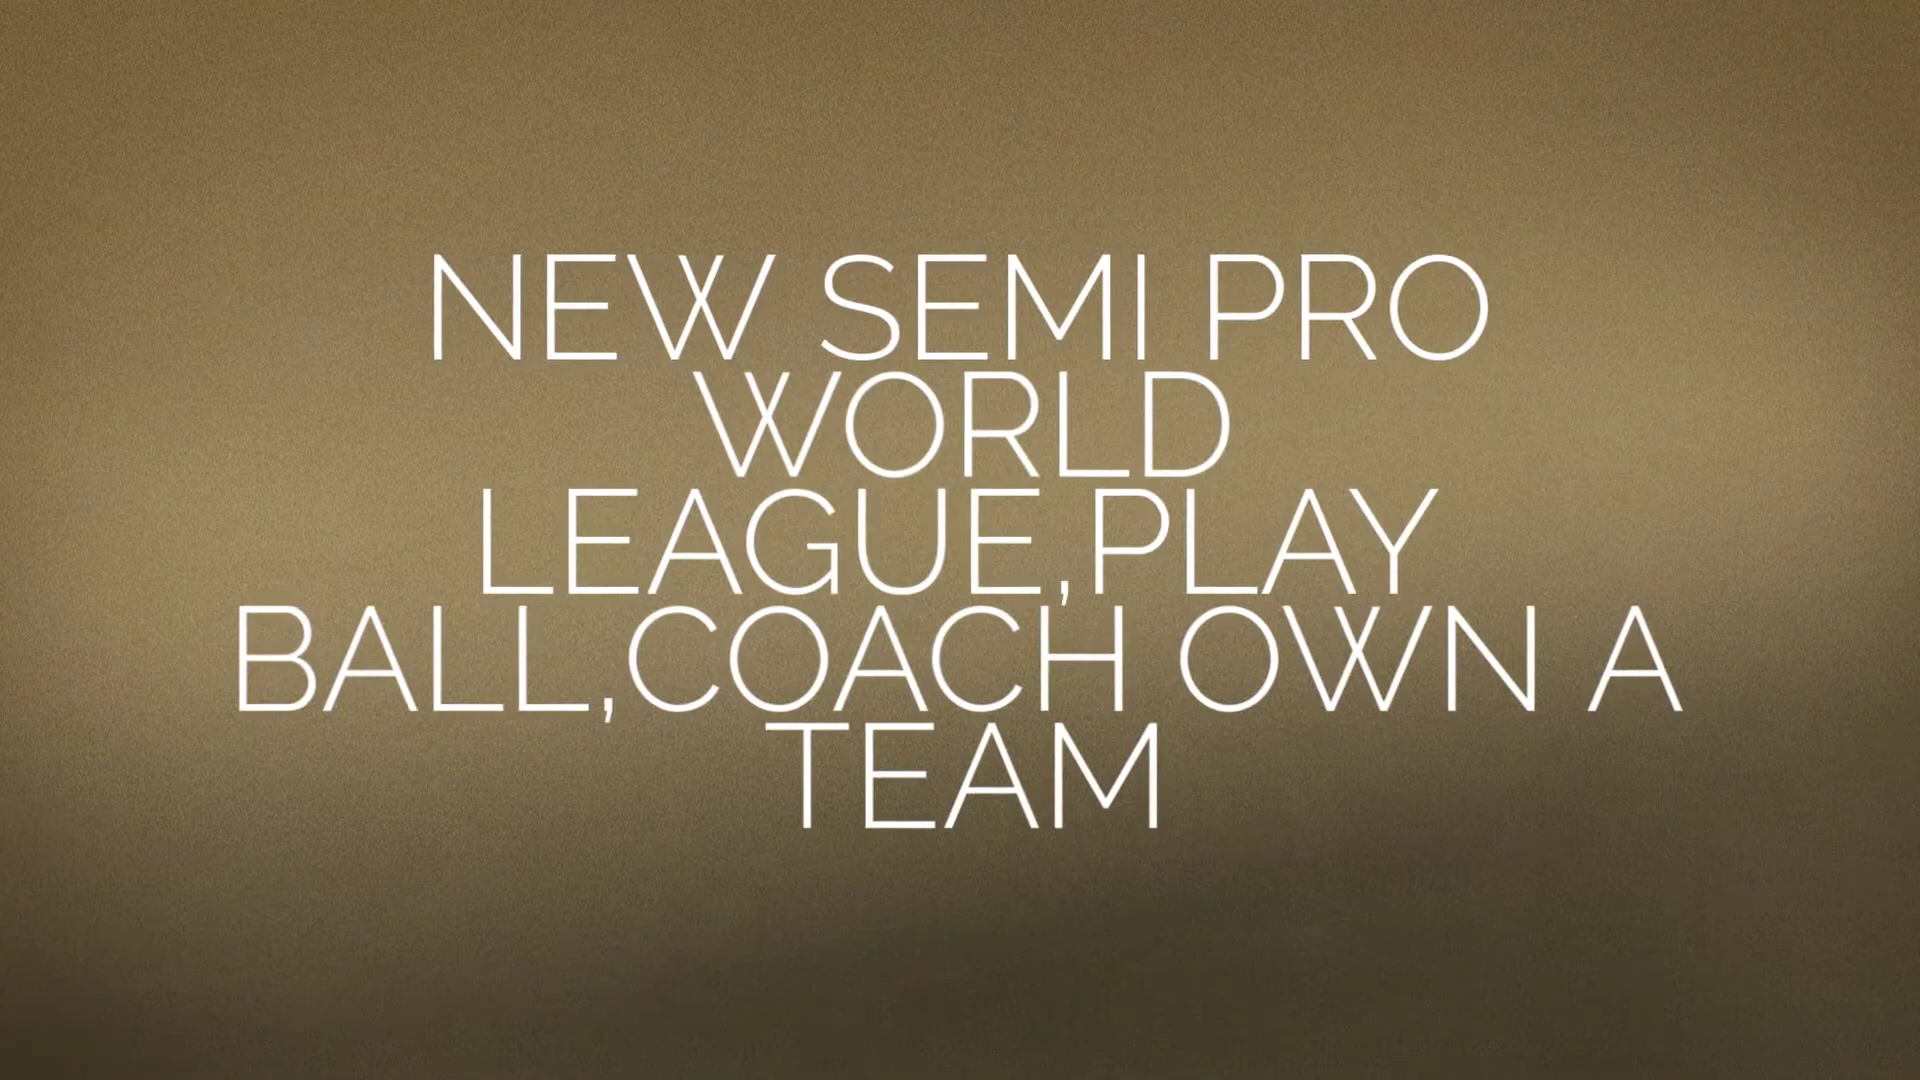 NEW SEMI PRO
WORLD
LEAGUE,PLAY
BALL,COACH OWN A
TEAM